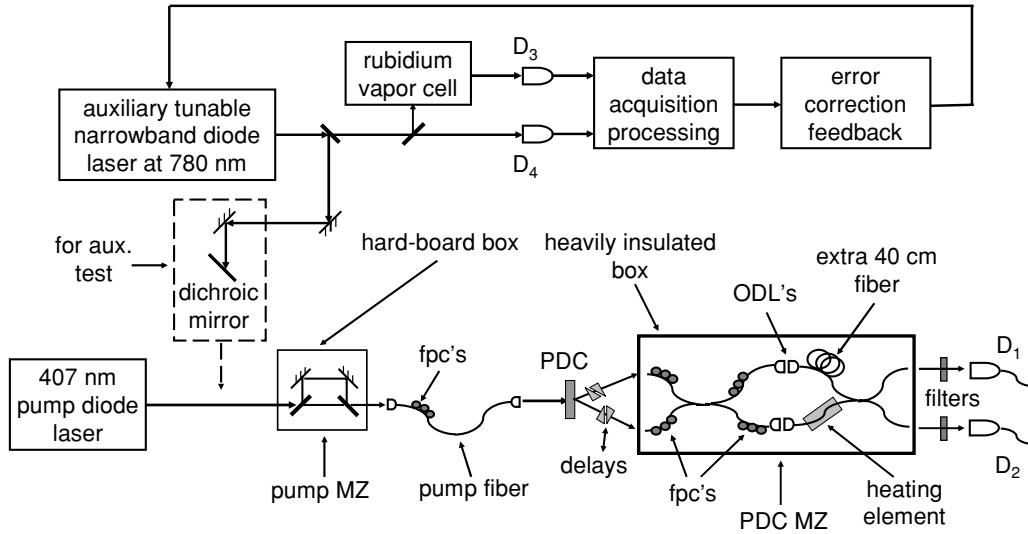 D3
rubidium
vapor cell
data
acquisition
processing
error
correction
feedback
auxiliary tunable
narrowband diode
laser at 780 nm
D4
for aux.
test
dichroic
mirror
hard-board box
heavily insulated
box
extra 40 cm
fiber
ODL's
407 nm
pump diode
laser
fpc's
PDC
D1
filters
D2
delays
pump MZ
pump fiber
fpc's
PDC MZ
heating
element